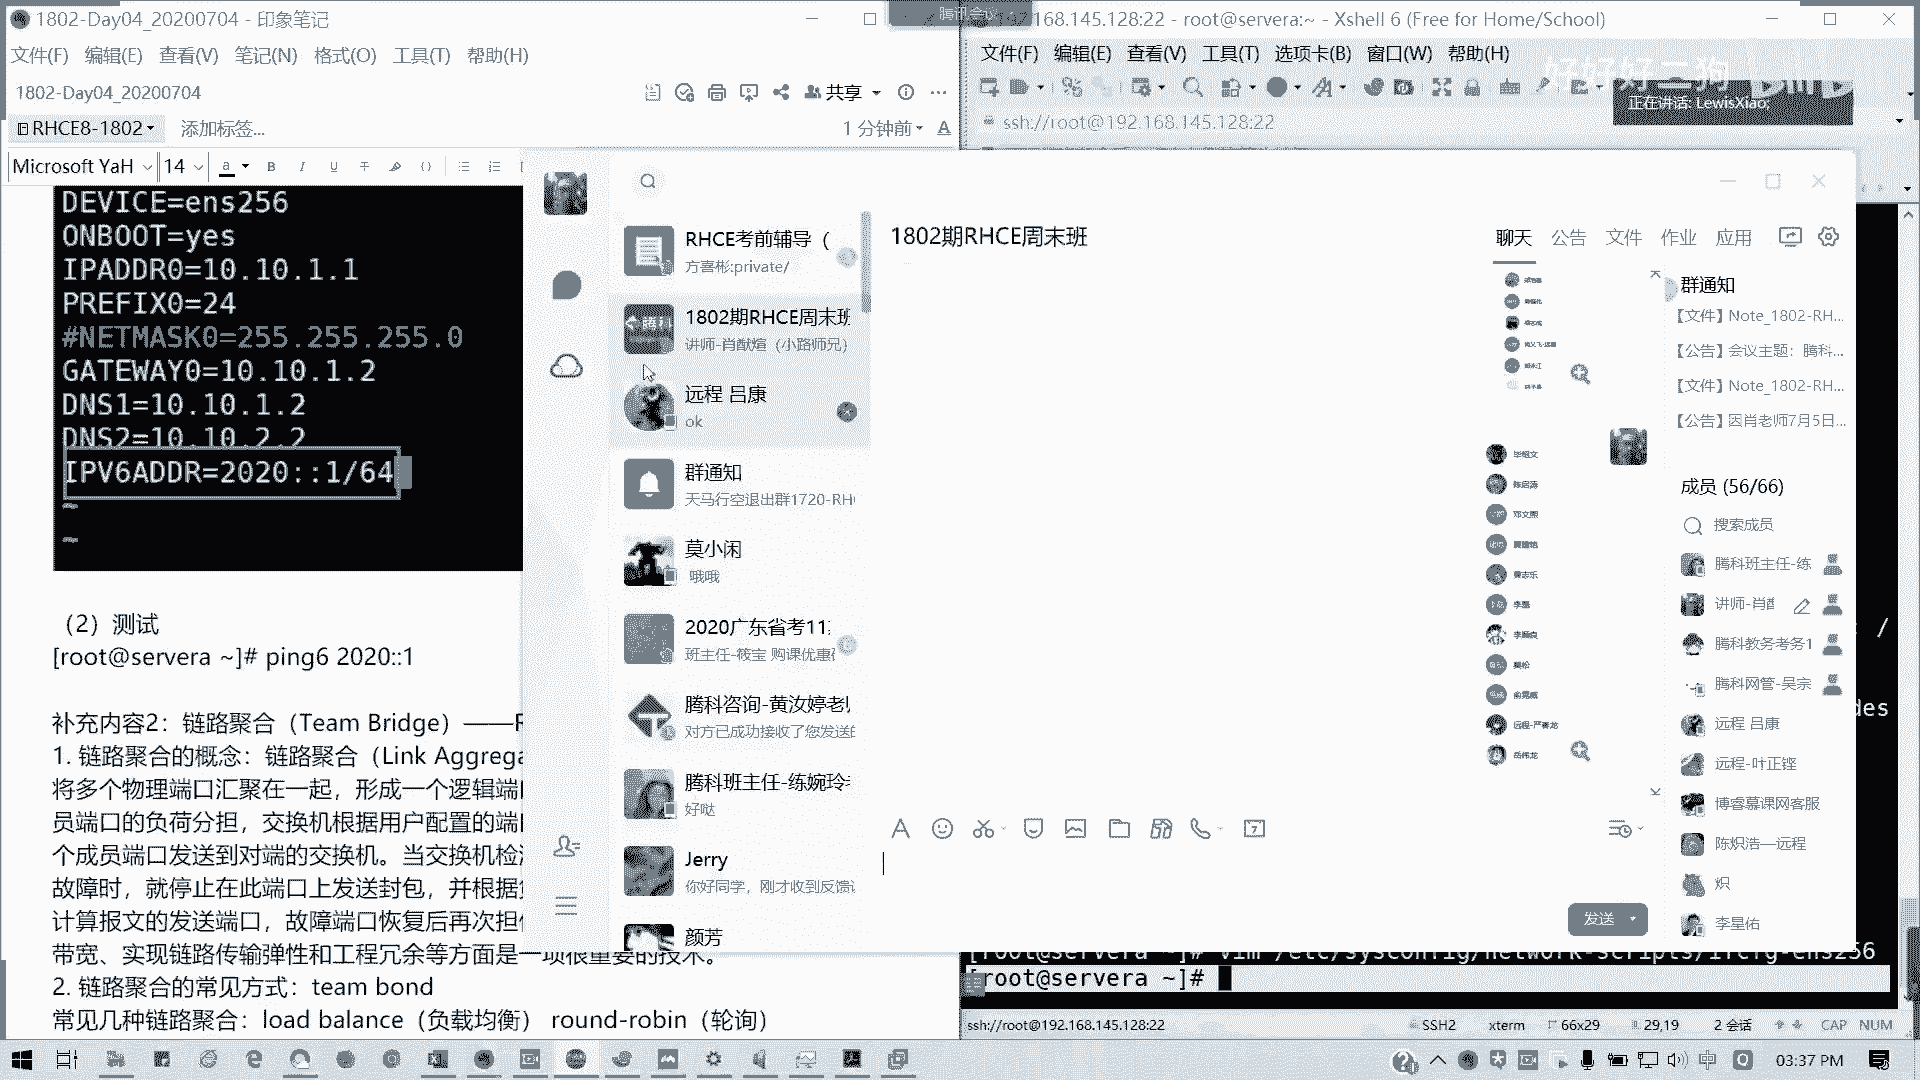 1802-Day04_20200704 - 印象笔记
文件(F) 编辑(E) 查看(V) 笔记(N) 格式(O) 工具(T) 帮助(H)
1802-Day04_20200704
共享
RHCE8-1802
添加标签...
1 分钟前
Microsoft YaH 14
DEVICE=ens256
ONBOOT=yes
IPADDR0=10.10.1.1
PREFIX0=24
#NETMASK0=255.255.255.0
GATEWAY0=10.10.1.2
DNS1=10.10.1.2
DNS2=10.10.2.2
IPV6ADDR=2020::1/64
（2）测试
[root@servera ~]# ping6 2020::1
补充内容2：链路聚合（Team Bridge）——R
1. 链路聚合的概念：链路聚合（Link Aggrega
将多个物理端口汇聚在一起，形成一个逻辑端
员端口的负荷分担，交换机根据用户配置的端
个成员端口发送到对端的交换机。当交换机检
故障时，就停止在此端口上发送封包，并根据
计算报文的发送端口，故障端口恢复后再次担
带宽、实现链路传输弹性和工程冗余等方面是一项很重要的技术。
2. 链路聚合的常见方式：team bond
常见几种链路聚合：load balance（负载均衡） round-robin（轮询）
腾讯会议
192.168.145.128:22 - root@servera:~ - Xshell 6 (Free for Home/School)
文件(F) 编辑(E) 查看(V) 工具(T) 选项卡(B) 窗口(W) 帮助(H)
好好好二狗
正在讲话: LewisXiao;
ssh://root@192.168.145.128:22
RHCE考前辅导（
方喜彬:private/
1802期RHCE周末班
讲师-肖猷煊（小路师兄）
远程 吕康
ok
群通知
天马行空退出群1720-RH
莫小闲
哦哦
2020广东省考11
班主任-筱宝 购课优惠
腾科咨询-黄汝婷老
对方已成功接收了您发送的
腾科班主任-练婉玲
好哒
Jerry
你好同学，刚才收到反馈
颜芳
1802期RHCE周末班
聊天 公告 文件 作业 应用
发送
群通知
【文件】Note_1802-RH...
【公告】会议主题：腾科...
【文件】Note_1802-RH...
【公告】因肖老师7月5日...
成员 (56/66)
搜索成员
腾科班主任-练
讲师-肖猷
腾科教务考务1
腾科网管-吴宗
远程 吕康
远程-叶正铿
博睿慕课网客服
陈炽浩—远程
炽
李星佑
/
des
[root@servera ~]# vim /etc/sysconfig/network-scripts/ifcfg-ens256
[root@servera ~]#
ssh://root@192.168.145.128:22 SSH2 xterm 66x29 29,19 2 会话 CAP NUM
中
03:37 PM